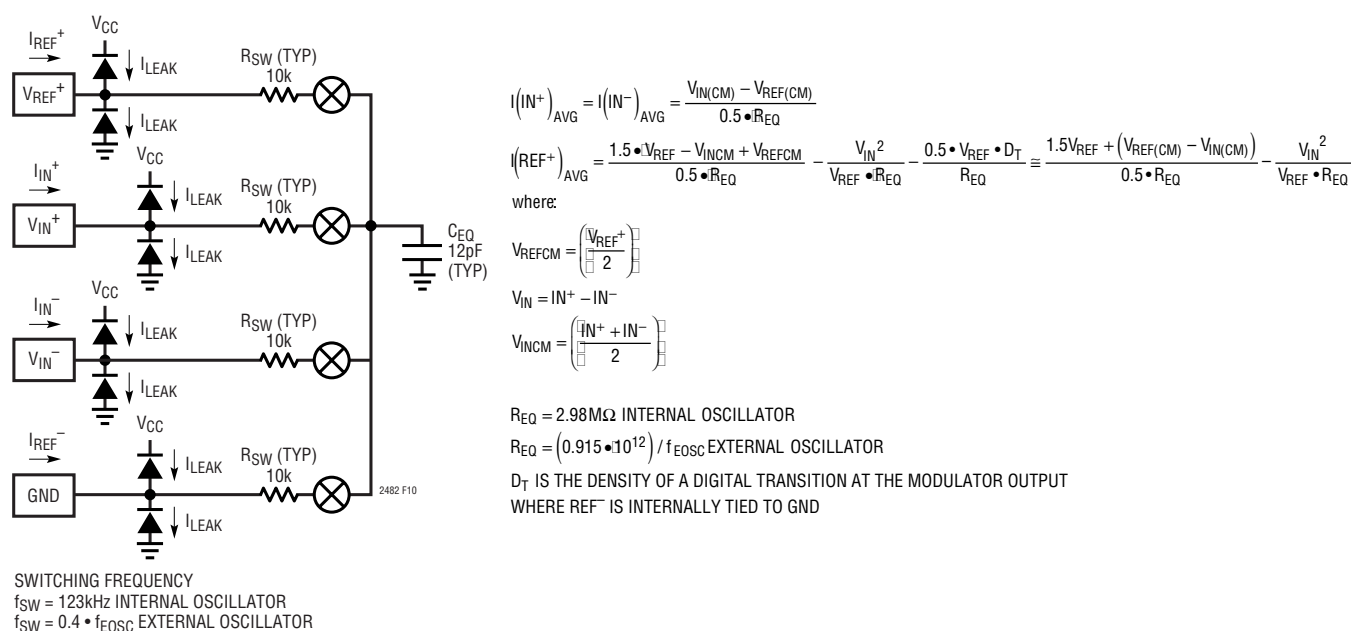 VCC
IREF+
ILEAK
RSW (TYP)
10k
VREF+
ILEAK
VCC
IIN+
ILEAK
RSW (TYP)
10k
VIN+
ILEAK
CEQ
12pF
(TYP)
VCC
IIN−
ILEAK
RSW (TYP)
10k
VIN−
ILEAK
VCC
IREF−
ILEAK
RSW (TYP)
10k
GND
2482 F10
ILEAK
SWITCHING FREQUENCY
fSW = 123kHz INTERNAL OSCILLATOR
fSW = 0.4 • fEOSC EXTERNAL OSCILLATOR
I(IN+)AVG = I(IN−)AVG = (VIN(CM) − VREF(CM)) / (0.5 • REQ)
I(REF+)AVG = (1.5 • VREF − VINCM + VREFCM) / (0.5 • REQ) − VIN² / (VREF • REQ) − (0.5 • VREF • DT) / REQ ≅ (1.5VREF + (VREF(CM) − VIN(CM))) / (0.5 • REQ) − VIN² / (VREF • REQ)
where:
VREFCM = (VREF+ / 2)
VIN = IN+ − IN−
VINCM = ((IN+ + IN−) / 2)
REQ = 2.98MΩ INTERNAL OSCILLATOR
REQ = (0.915 • 10¹²) / fEOSC EXTERNAL OSCILLATOR
DT IS THE DENSITY OF A DIGITAL TRANSITION AT THE MODULATOR OUTPUT
WHERE REF− IS INTERNALLY TIED TO GND